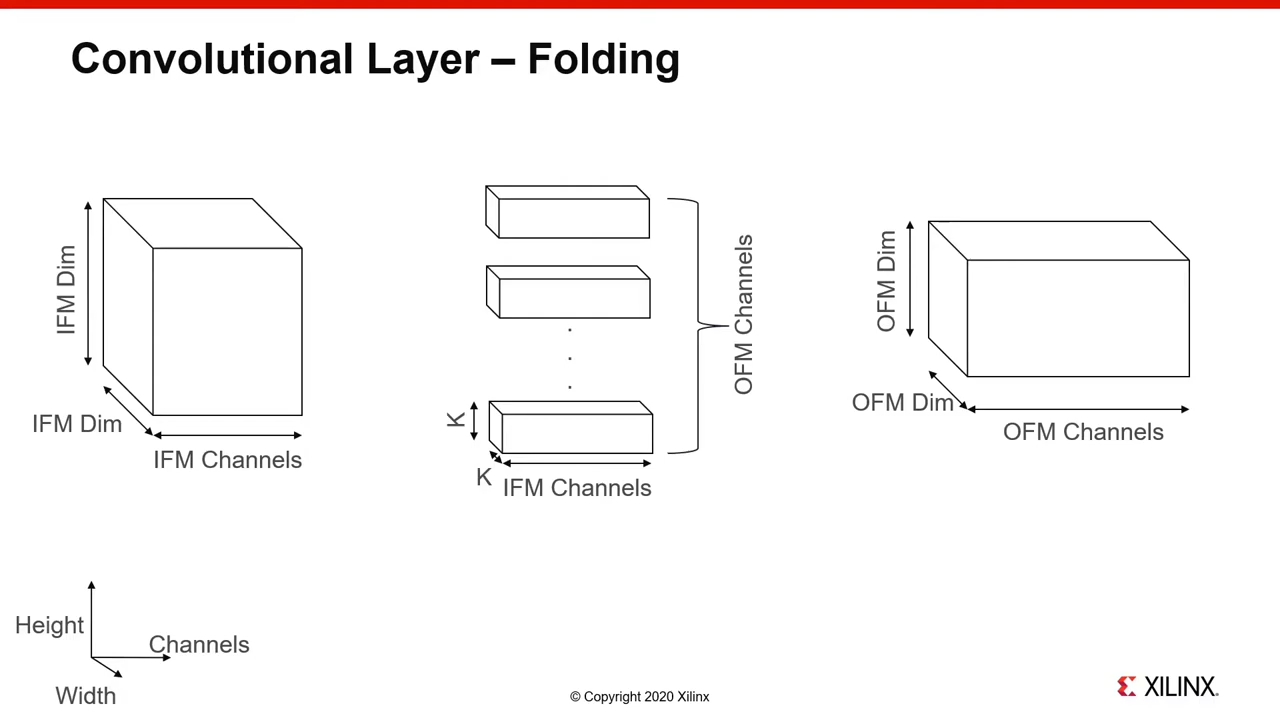 Convolutional Layer – Folding
IFM Dim
IFM Dim
IFM Channels
K
K
IFM Channels
OFM Channels
OFM Dim
OFM Dim
OFM Channels
Height
Channels
Width
© Copyright 2020 Xilinx
XILINX.